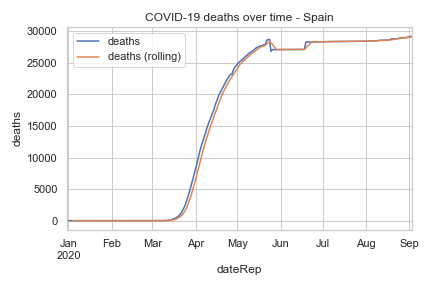 COVID-19 deaths over time - Spain
deaths
deaths (rolling)
30000
25000
20000
15000
10000
5000
0
deaths
Jan Feb Mar Apr May Jun Jul Aug Sep
2020
dateRep